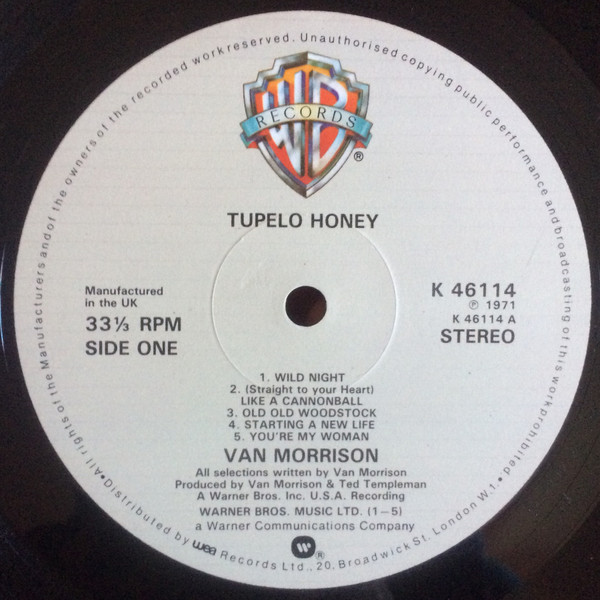 All rights of the Manufacturers and of the owners of the recorded work reserved. Unauthorised copying public performance and broadcasting of this work prohibited.
WB
RECORDS
®
TUPELO HONEY
Manufactured
in the UK
33⅓ RPM
SIDE ONE
K 46114
℗ 1971
K 46114 A
STEREO
1. WILD NIGHT
2. (Straight to your Heart)
LIKE A CANNONBALL
3. OLD OLD WOODSTOCK
4. STARTING A NEW LIFE
5. YOU'RE MY WOMAN
VAN MORRISON
All selections written by Van Morrison
Produced by Van Morrison & Ted Templeman
A Warner Bros. Inc. U.S.A. Recording
WARNER BROS. MUSIC LTD. (1–5)
a Warner Communications Company
®
• Distributed by wea Records Ltd., 20, Broadwick St. London W.1. •